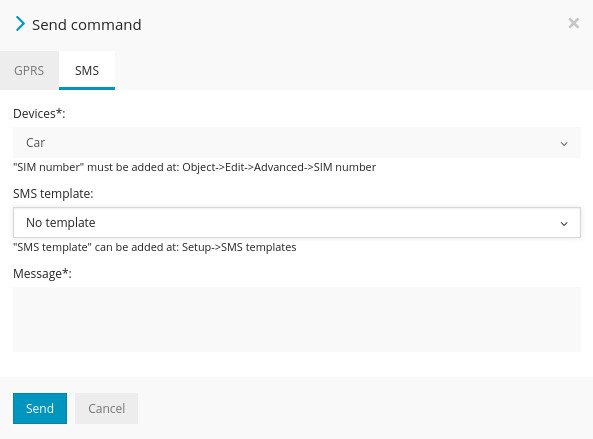 Send command
GPRS SMS
Devices*:
Car
"SIM number" must be added at: Object->Edit->Advanced->SIM number
SMS template:
No template
"SMS template" can be added at: Setup->SMS templates
Message*:
Send Cancel